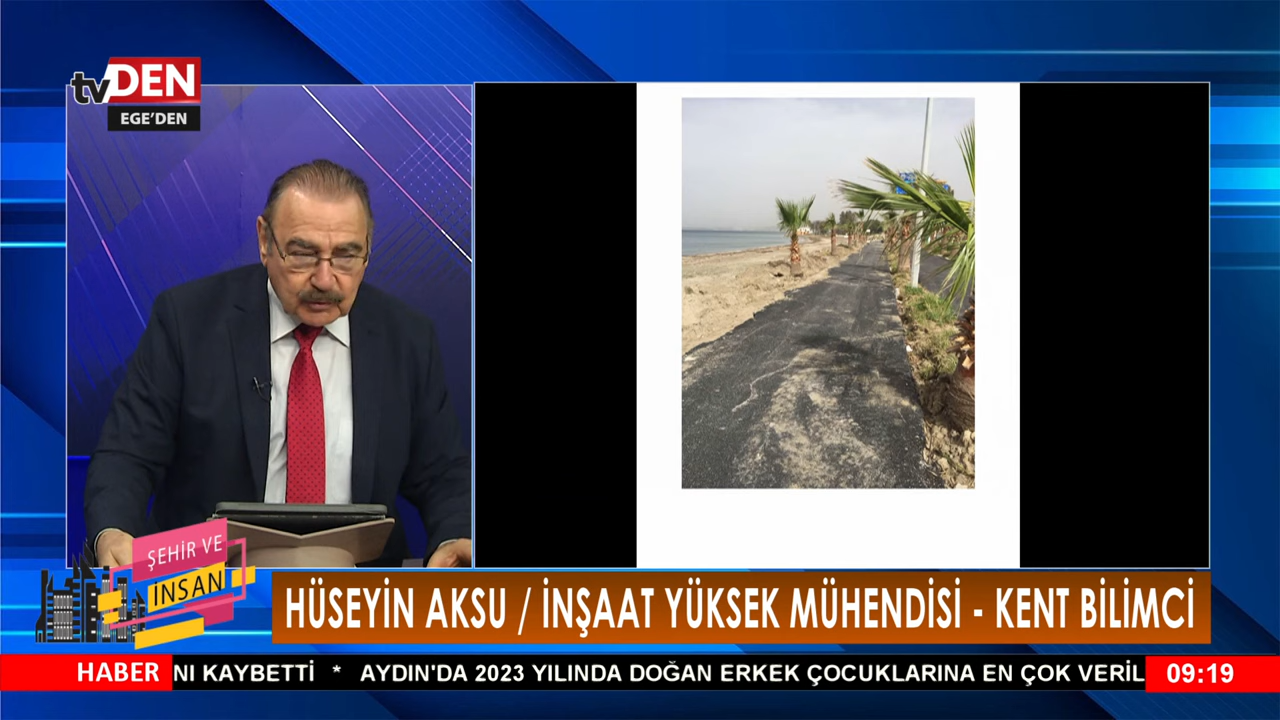 tvDEN
EGE'DEN
ŞEHİR VE
İNSAN
HÜSEYİN AKSU / İNŞAAT YÜKSEK MÜHENDİSİ - KENT BİLİMCİ
HABER
NI KAYBETTİ * AYDIN'DA 2023 YILINDA DOĞAN ERKEK ÇOCUKLARINA EN ÇOK VERİL
09:19